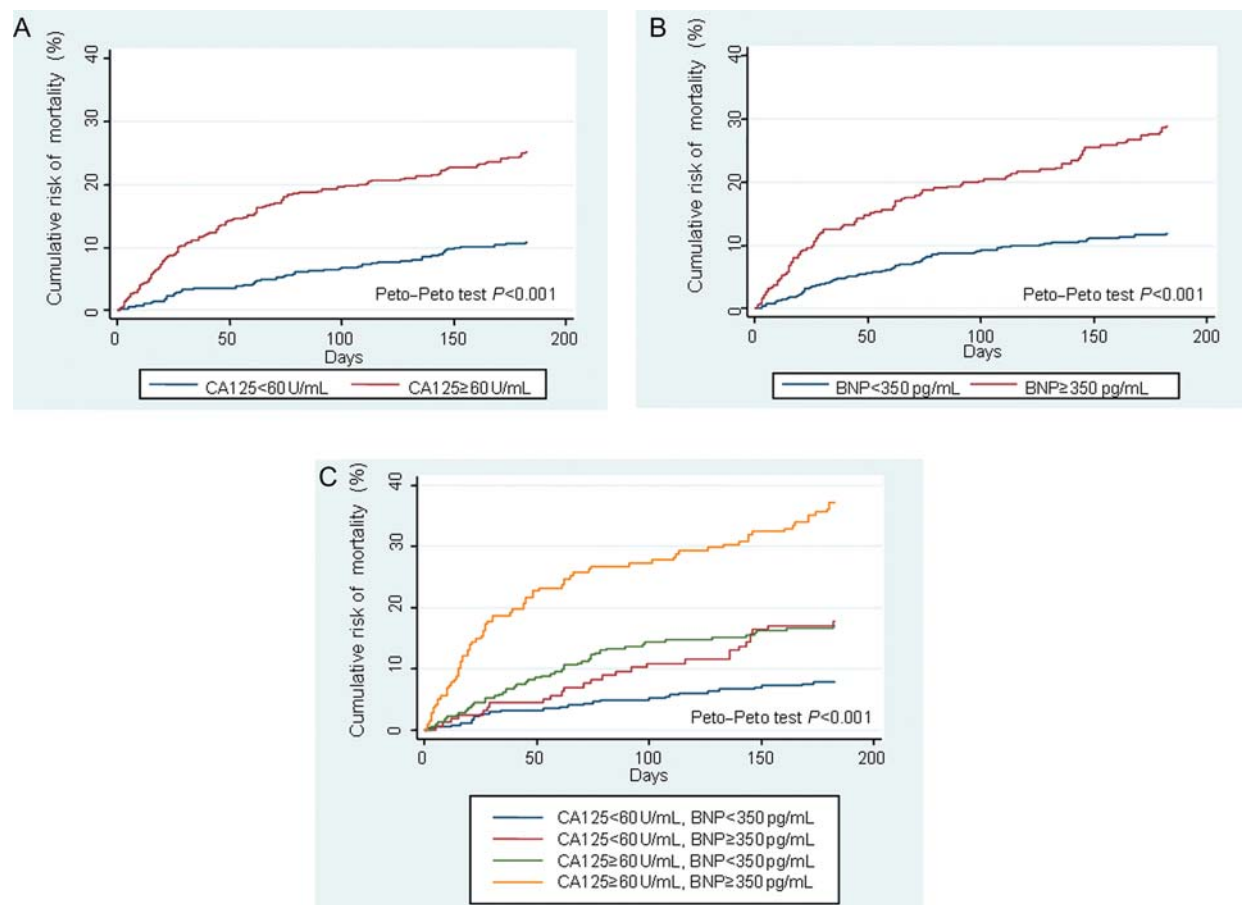 A
Cumulative risk of mortality (%)
40
30
20
10
0
Peto–Peto test P<0.001
0 50 100 150 200
Days
CA125<60 U/mL CA125≥60 U/mL
B
Cumulative risk of mortality (%)
40
30
20
10
0
Peto–Peto test P<0.001
0 50 100 150 200
Days
BNP<350 pg/mL BNP≥350 pg/mL
C
Cumulative risk of mortality (%)
40
30
20
10
0
Peto–Peto test P<0.001
0 50 100 150 200
Days
CA125<60 U/mL, BNP<350 pg/mL
CA125<60 U/mL, BNP≥350 pg/mL
CA125≥60 U/mL, BNP<350 pg/mL
CA125≥60 U/mL, BNP≥350 pg/mL